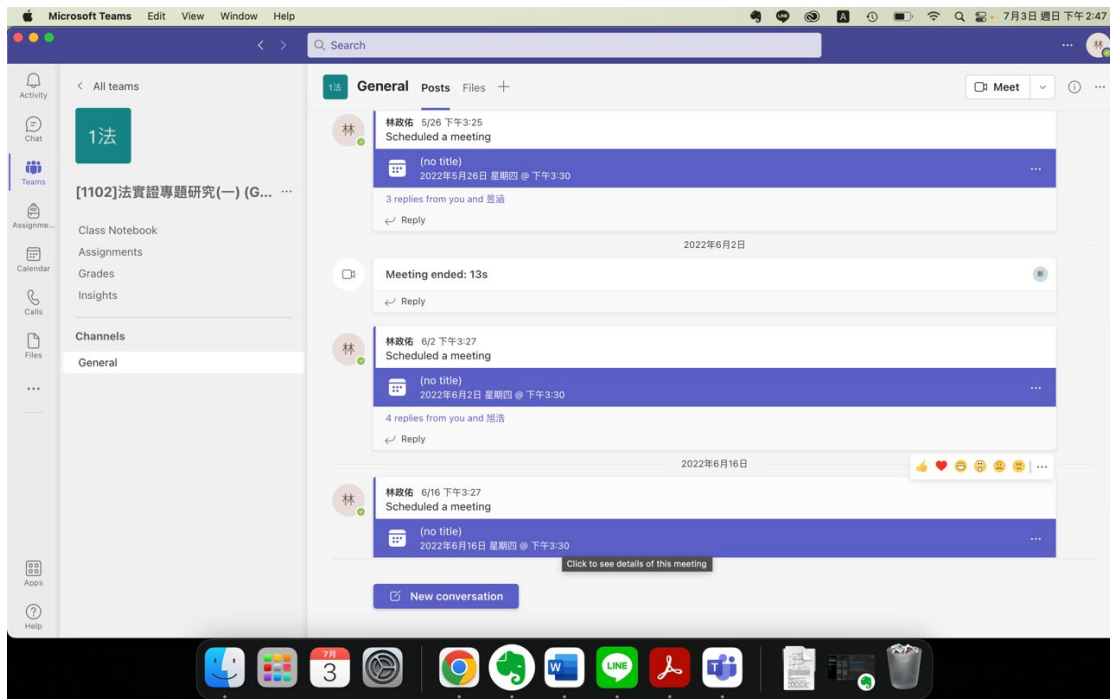 Microsoft Teams Edit View Window Help
A 7月3日 週日 下午2:47
Search
林
Activity
Chat
Teams
Assignme...
Calendar
Calls
Files
Apps
Help
All teams
1法
[1102]法實證專題研究(一) (G...
Class Notebook
Assignments
Grades
Insights
Channels
General
1法 General Posts Files
Meet
林
林政佑 5/26 下午3:25
Scheduled a meeting
(no title)
2022年5月26日 星期四 @ 下午3:30
3 replies from you and 昱涵
Reply
2022年6月2日
Meeting ended: 13s
Reply
林
林政佑 6/2 下午3:27
Scheduled a meeting
(no title)
2022年6月2日 星期四 @ 下午3:30
4 replies from you and 旭浩
Reply
2022年6月16日
林
林政佑 6/16 下午3:27
Scheduled a meeting
(no title)
2022年6月16日 星期四 @ 下午3:30
Click to see details of this meeting
New conversation
7月
3
W
LINE
DOCX